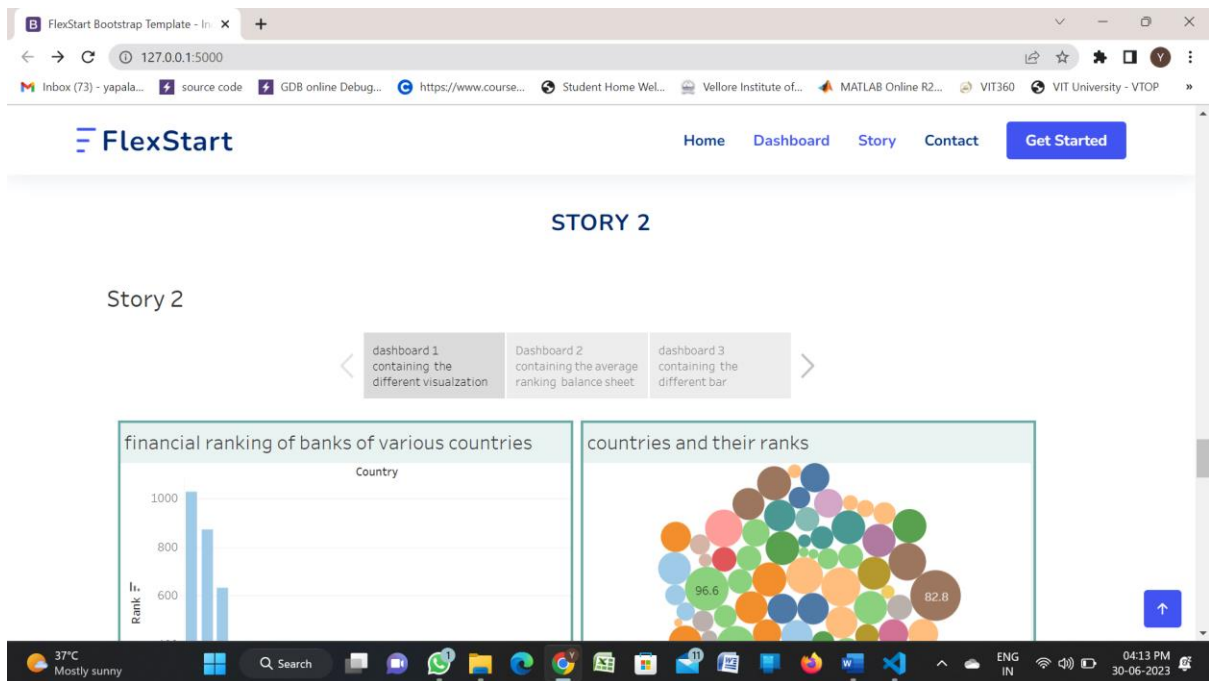 FlexStart Bootstrap Template - In
127.0.0.1:5000
Inbox (73) - yapala...
source code
GDB online Debug...
https://www.course...
Student Home Wel...
Vellore Institute of...
MATLAB Online R2...
VIT360
VIT University - VTOP
»
FlexStart
Home
Dashboard
Story
Contact
Get Started
STORY 2
Story 2
dashboard 1
containing the
different visualzation
Dashboard 2
containing the average
ranking balance sheet
dashboard 3
containing the
different bar
financial ranking of banks of various countries
Country
1000
800
600
Rank
countries and their ranks
96.6
82.8
37°C
Mostly sunny
Search
1
11
ENG
IN
04:13 PM
30-06-2023